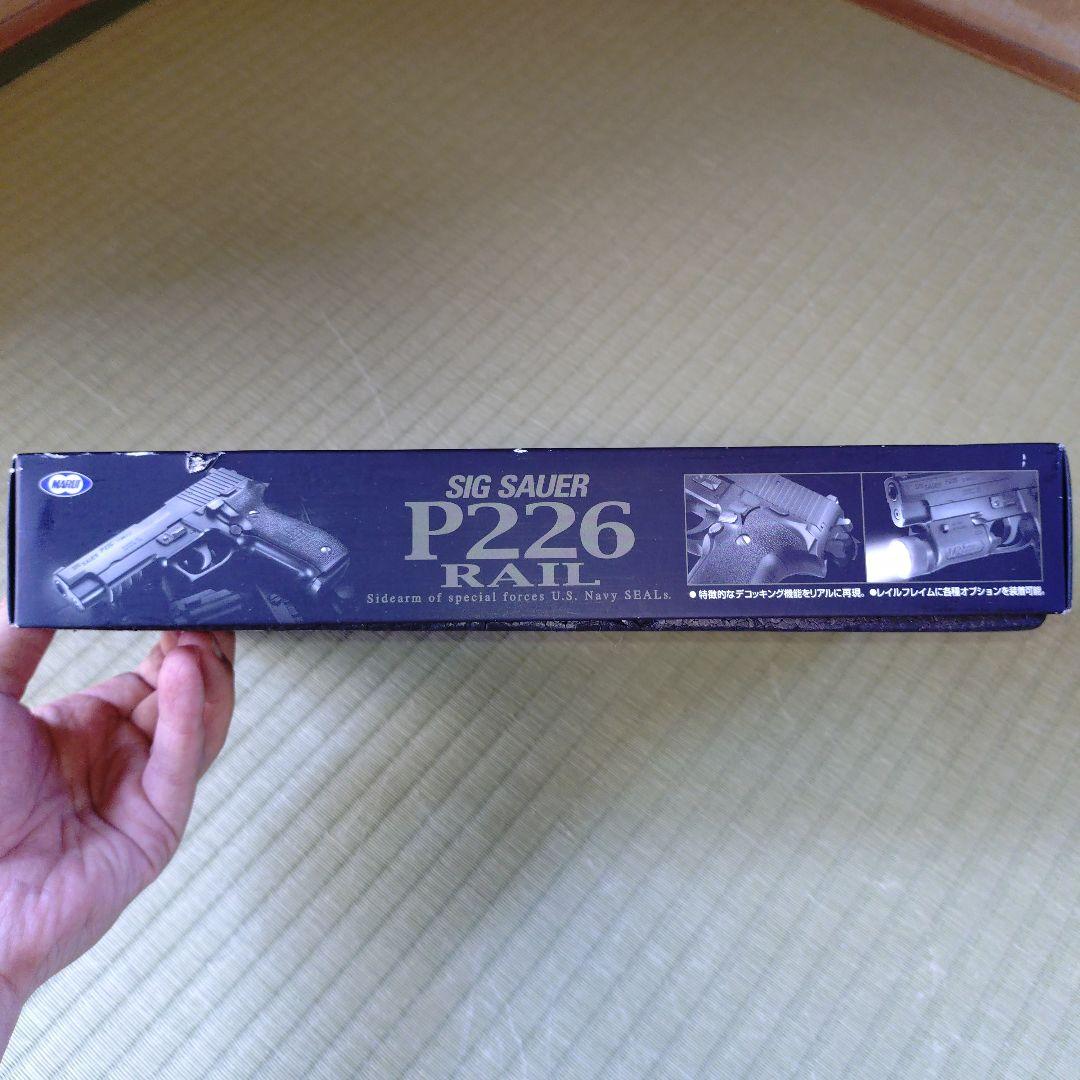 MARUI
SIG SAUER
P226
RAIL
Sidearm of special forces U.S. Navy SEALs.
● 特徴的なデコッキング機能をリアルに再現。 ●レイルフレイムに各種オプションを装着可能。